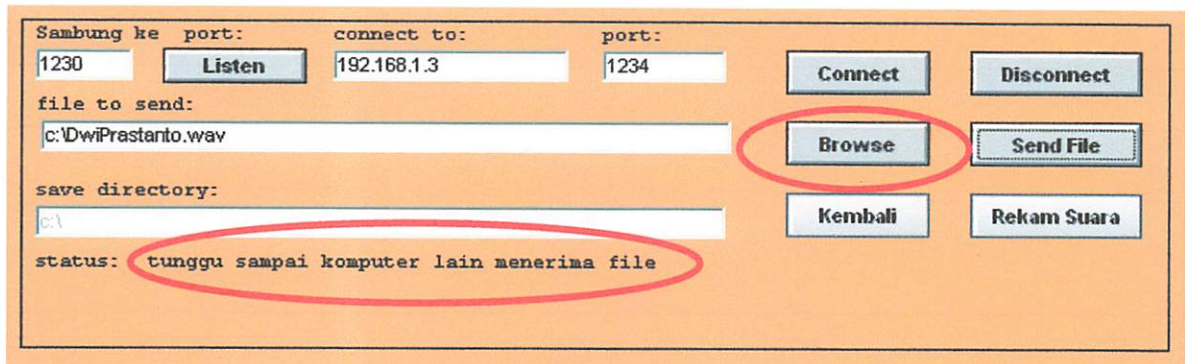 Sambung ke port: connect to: port:
1230 Listen 192.168.1.3 1234 Connect Disconnect
file to send:
c:\DwiPrastanto.wav Browse Send File
save directory:
c:\ Kembali Rekam Suara
status: tunggu sampai komputer lain menerima file